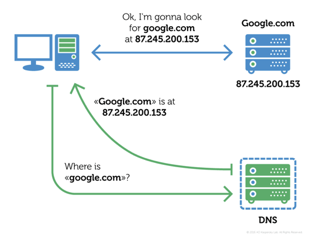 Ok, I'm gonna look
for google.com
at 87.245.200.153
Google.com
87.245.200.153
«Google.com» is at
87.245.200.153
Where is
«google.com»?
DNS